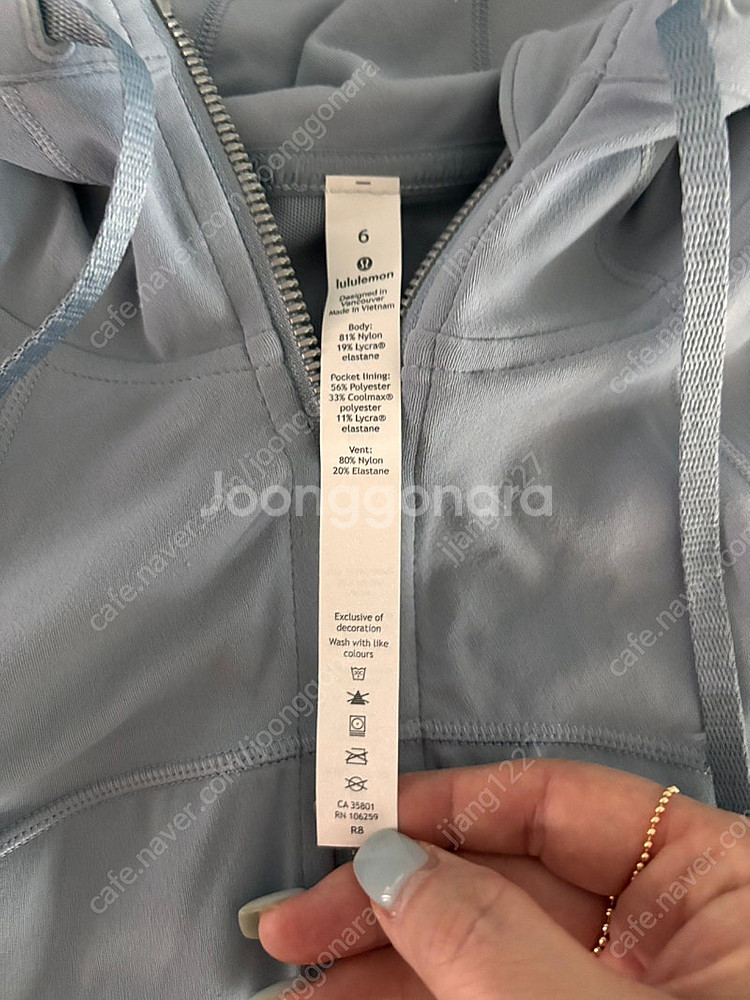 6
lululemon
Designed in
Vancouver
Made in Vietnam
Body:
81% Nylon
19% Lycra®
elastane
Pocket lining:
56% Polyester
33% Coolmax®
polyester
11% Lycra®
elastane
Vent:
80% Nylon
20% Elastane
Joonggonara
Exclusive of
decoration
Wash with like
colours
CA 35801
RN 106259
R8
cafe.naver.com/joonggonara
jjang1227